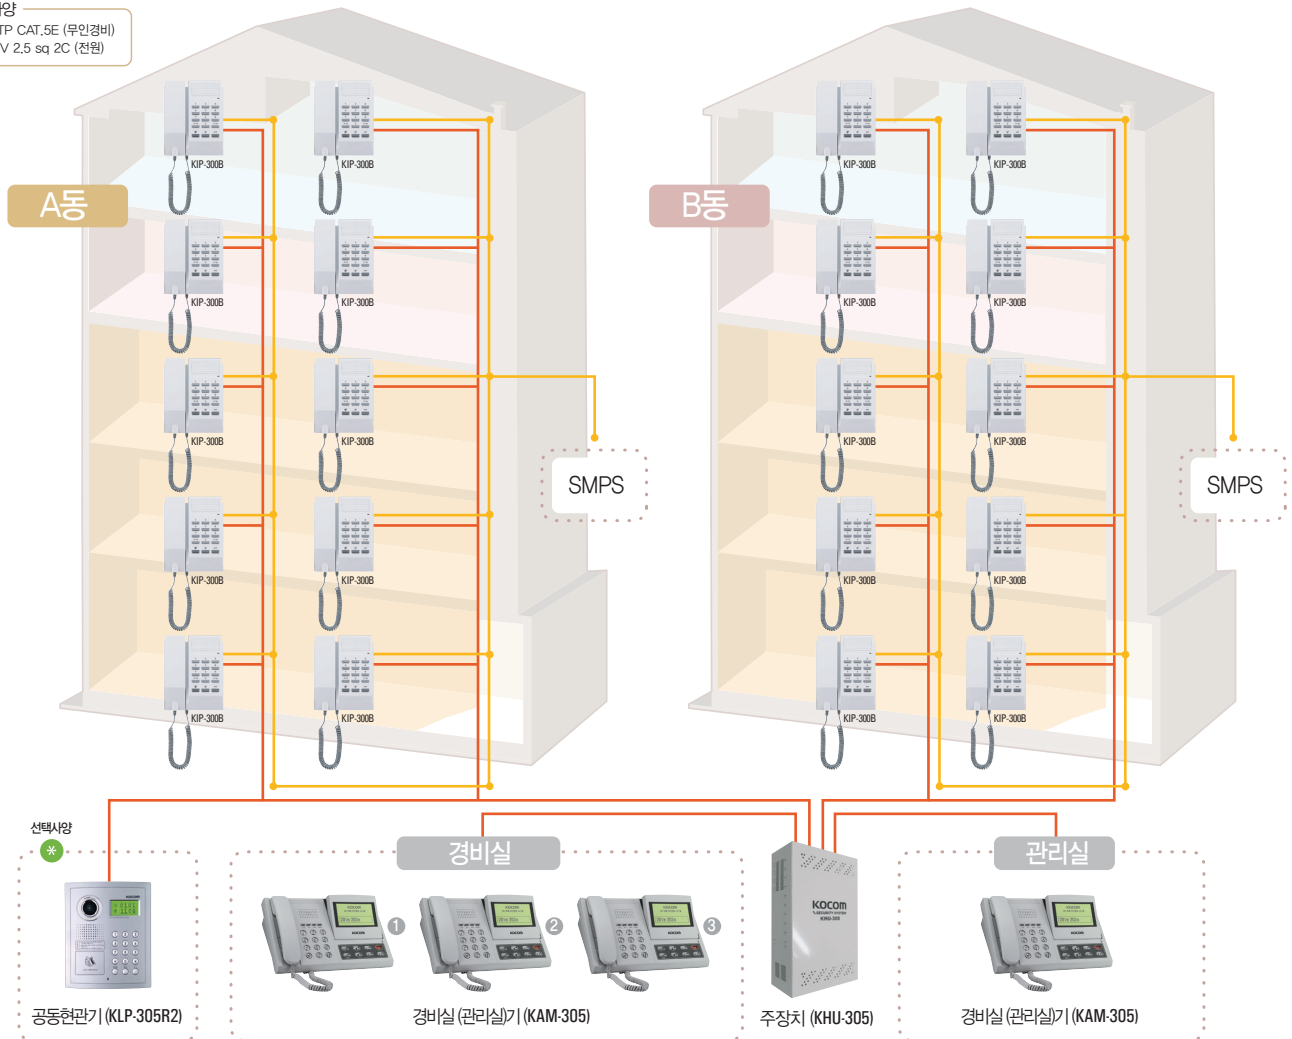 양
TP CAT.5E (무인경비)
V 2.5 sq 2C (전원)
KIP-300B KIP-300B KIP-300B KIP-300B
A동 B동
KIP-300B KIP-300B KIP-300B KIP-300B
KIP-300B KIP-300B KIP-300B KIP-300B
SMPS SMPS
KIP-300B KIP-300B KIP-300B KIP-300B
KIP-300B KIP-300B KIP-300B KIP-300B
선택사양
*
경비실 관리실
KOCOM
KHU-305
1 2 3
공동현관기 (KLP-305R2) 경비실 (관리실)기 (KAM-305) 주장치 (KHU-305) 경비실 (관리실)기 (KAM-305)